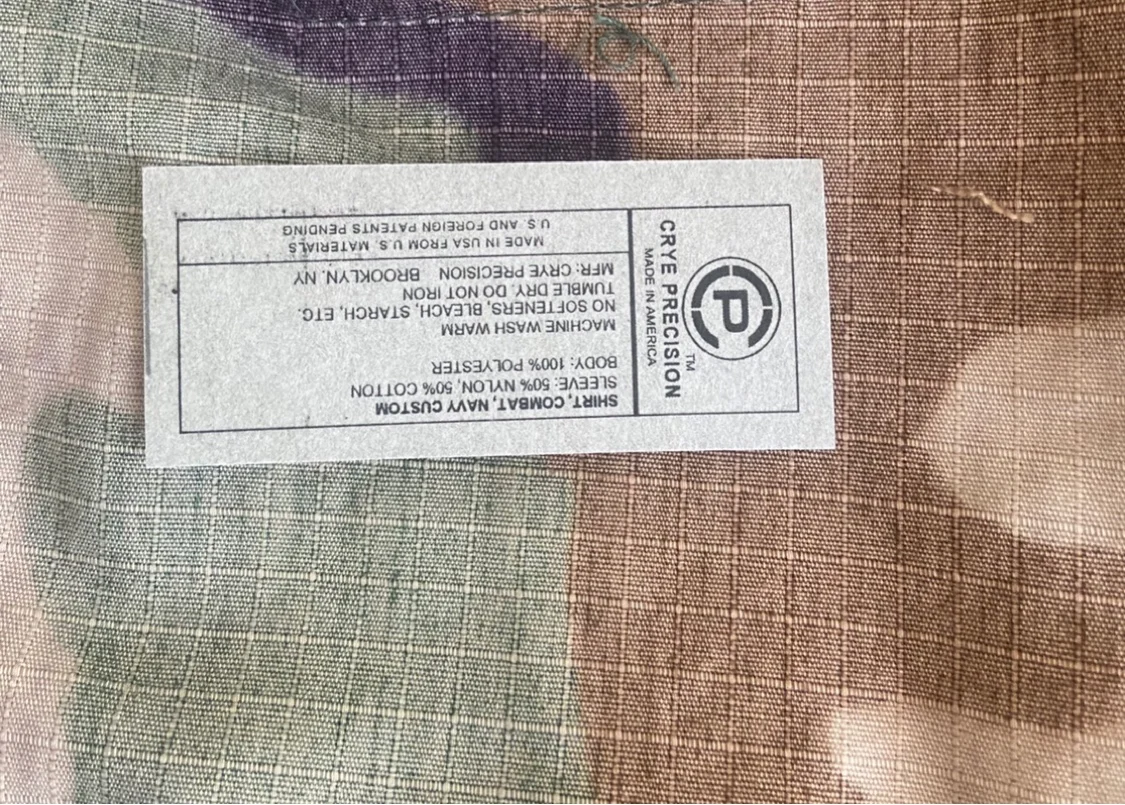 SHIRT, COMBAT, NAVY CUSTOM
SLEEVE: 50% NYLON, 50% COTTON
BODY: 100% POLYESTER
MACHINE WASH WARM
NO SOFTENERS, BLEACH, STARCH, ETC.
TUMBLE DRY. DO NOT IRON
MFR: CRYE PRECISION BROOKLYN. NY
MADE IN USA FROM U.S. MATERIALS
U.S. AND FOREIGN PATENTS PENDING
CP
CRYE PRECISION™
MADE IN AMERICA